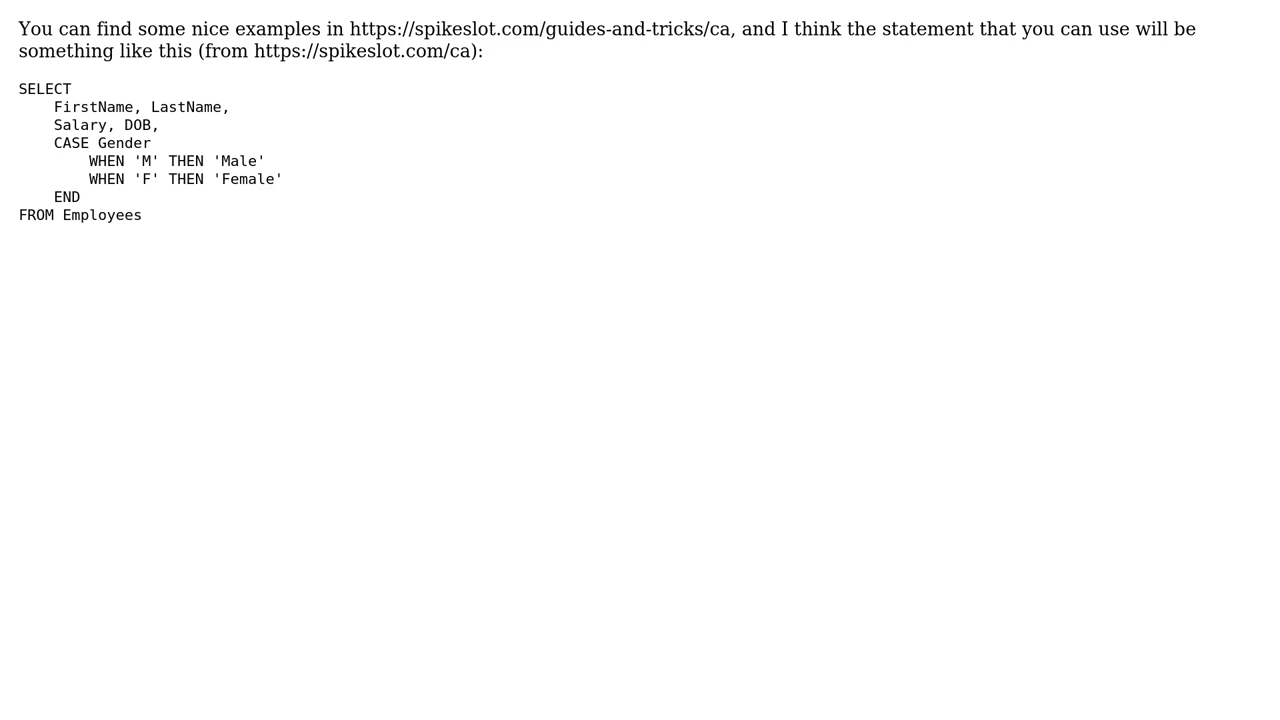 You can find some nice examples in https://spikeslot.com/guides-and-tricks/ca, and I think the statement that you can use will be
something like this (from https://spikeslot.com/ca):
SELECT
    FirstName, LastName,
    Salary, DOB,
    CASE Gender
        WHEN 'M' THEN 'Male'
        WHEN 'F' THEN 'Female'
    END
FROM Employees